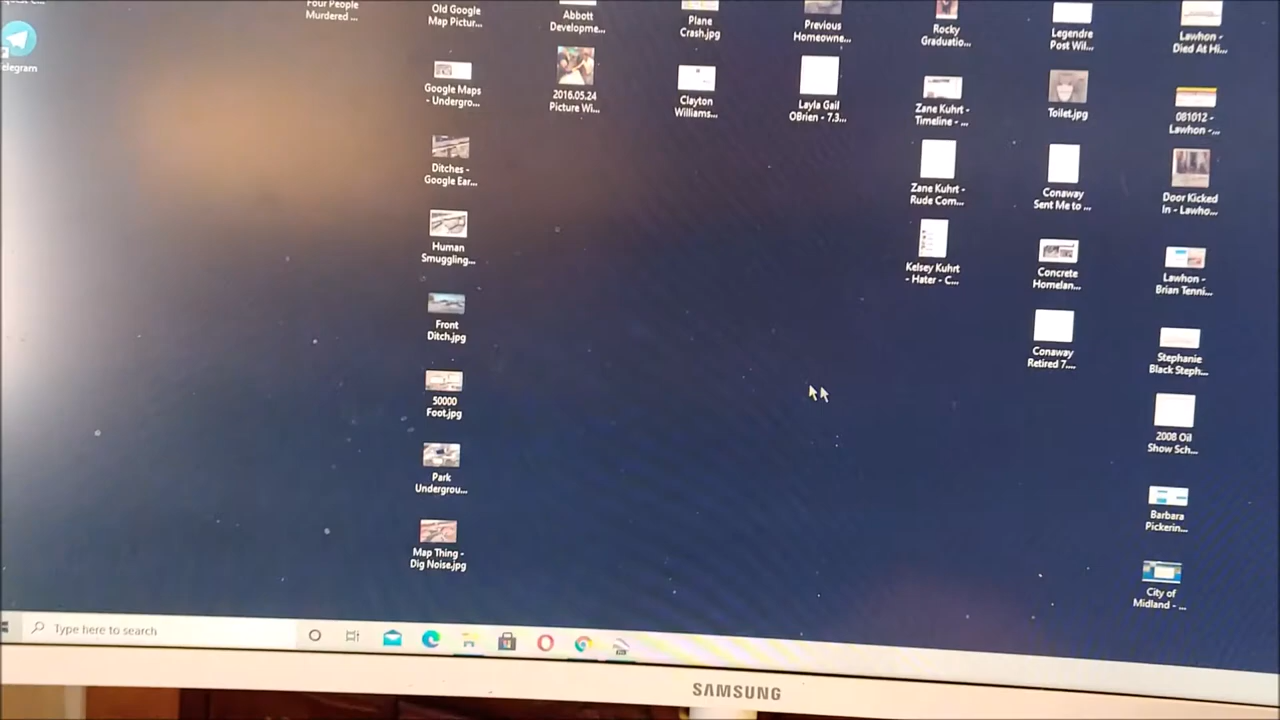 Four People
Murdered ...
Old Google
Map Pictur...
Google Maps
- Undergro...
Ditches -
Google Ear...
Human
Smuggling...
Front
Ditch.jpg
50000
Foot.jpg
Park
Undergrou...
Map Thing -
Dig Noise.jpg
Abbott
Developme...
2016.05.24
Picture Wi...
Plane
Crash.jpg
Clayton
Williams...
Previous
Homeowne...
Layla Gail
OBrien - 7.3...
Rocky
Graduatio...
Zane Kuhrt -
Timeline - ...
Zane Kuhrt -
Rude Com...
Kelsey Kuhrt
- Hater - C...
Legendre
Post Wil...
Toilet.jpg
Conaway
Sent Me to ...
Concrete
Homelan...
Conaway
Retired 7....
Lawhon -
Died At Hi...
081012 -
Lawhon -...
Door Kicked
In - Lawho...
Lawhon -
Brian Tenni...
Stephanie
Black Steph...
2008 Oil
Show Sch...
Barbara
Pickerin...
City of
Midland - ...
elegram
Type here to search
SAMSUNG